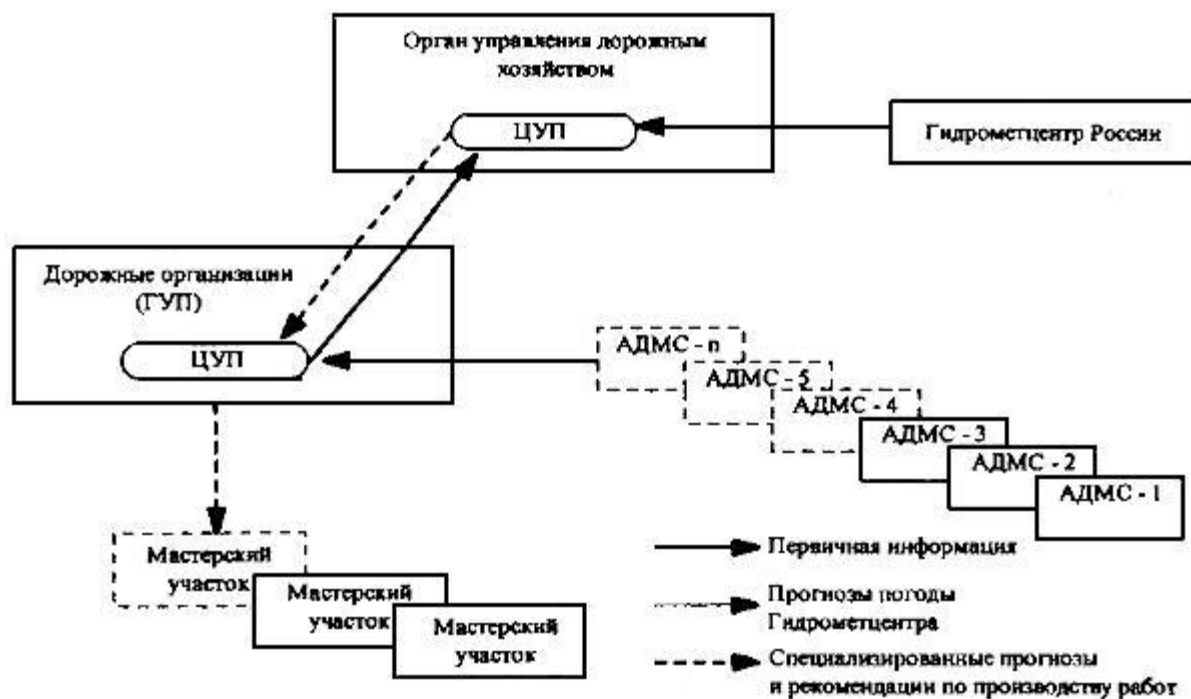 Орган управления дорожным
хозяйством
ЦУП
Гидрометцентр России
Дорожные организации
(ГУП)
ЦУП
АДМС - n
АДМС - 5
АДМС - 4
АДМС - 3
АДМС - 2
АДМС - 1
Мастерский
участок
Мастерский
участок
Мастерский
участок
Первичная информация
Прогнозы погоды
Гидрометцентра
Специализированные прогнозы
и рекомендации по производству работ